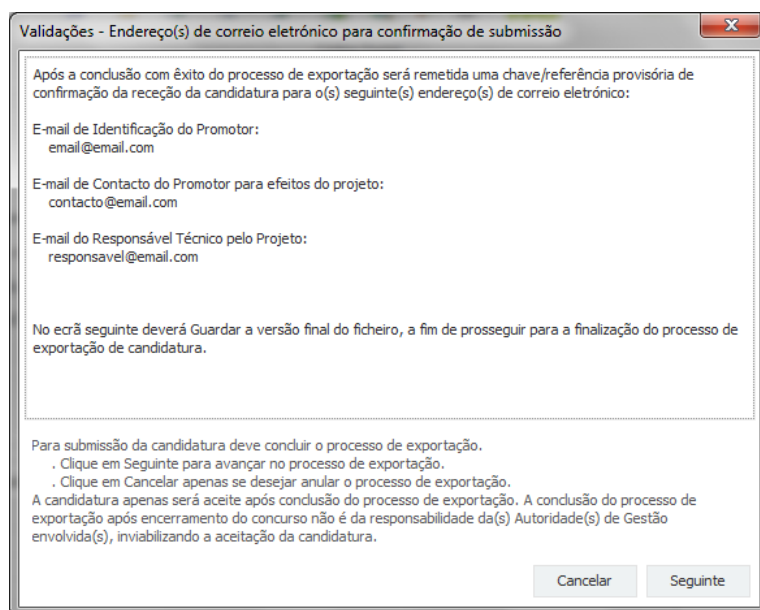 Validações - Endereço(s) de correio eletrónico para confirmação de submissão
X
Após a conclusão com êxito do processo de exportação será remetida uma chave/referência provisória de
confirmação da receção da candidatura para o(s) seguinte(s) endereço(s) de correio eletrónico:
E-mail de Identificação do Promotor:
email@email.com
E-mail de Contacto do Promotor para efeitos do projeto:
contacto@email.com
E-mail do Responsável Técnico pelo Projeto:
responsavel@email.com
No ecrã seguinte deverá Guardar a versão final do ficheiro, a fim de prosseguir para a finalização do processo de
exportação de candidatura.
Para submissão da candidatura deve concluir o processo de exportação.
. Clique em Seguinte para avançar no processo de exportação.
. Clique em Cancelar apenas se desejar anular o processo de exportação.
A candidatura apenas será aceite após conclusão do processo de exportação. A conclusão do processo de
exportação após encerramento do concurso não é da responsabilidade da(s) Autoridade(s) de Gestão
envolvida(s), inviabilizando a aceitação da candidatura.
Cancelar Seguinte